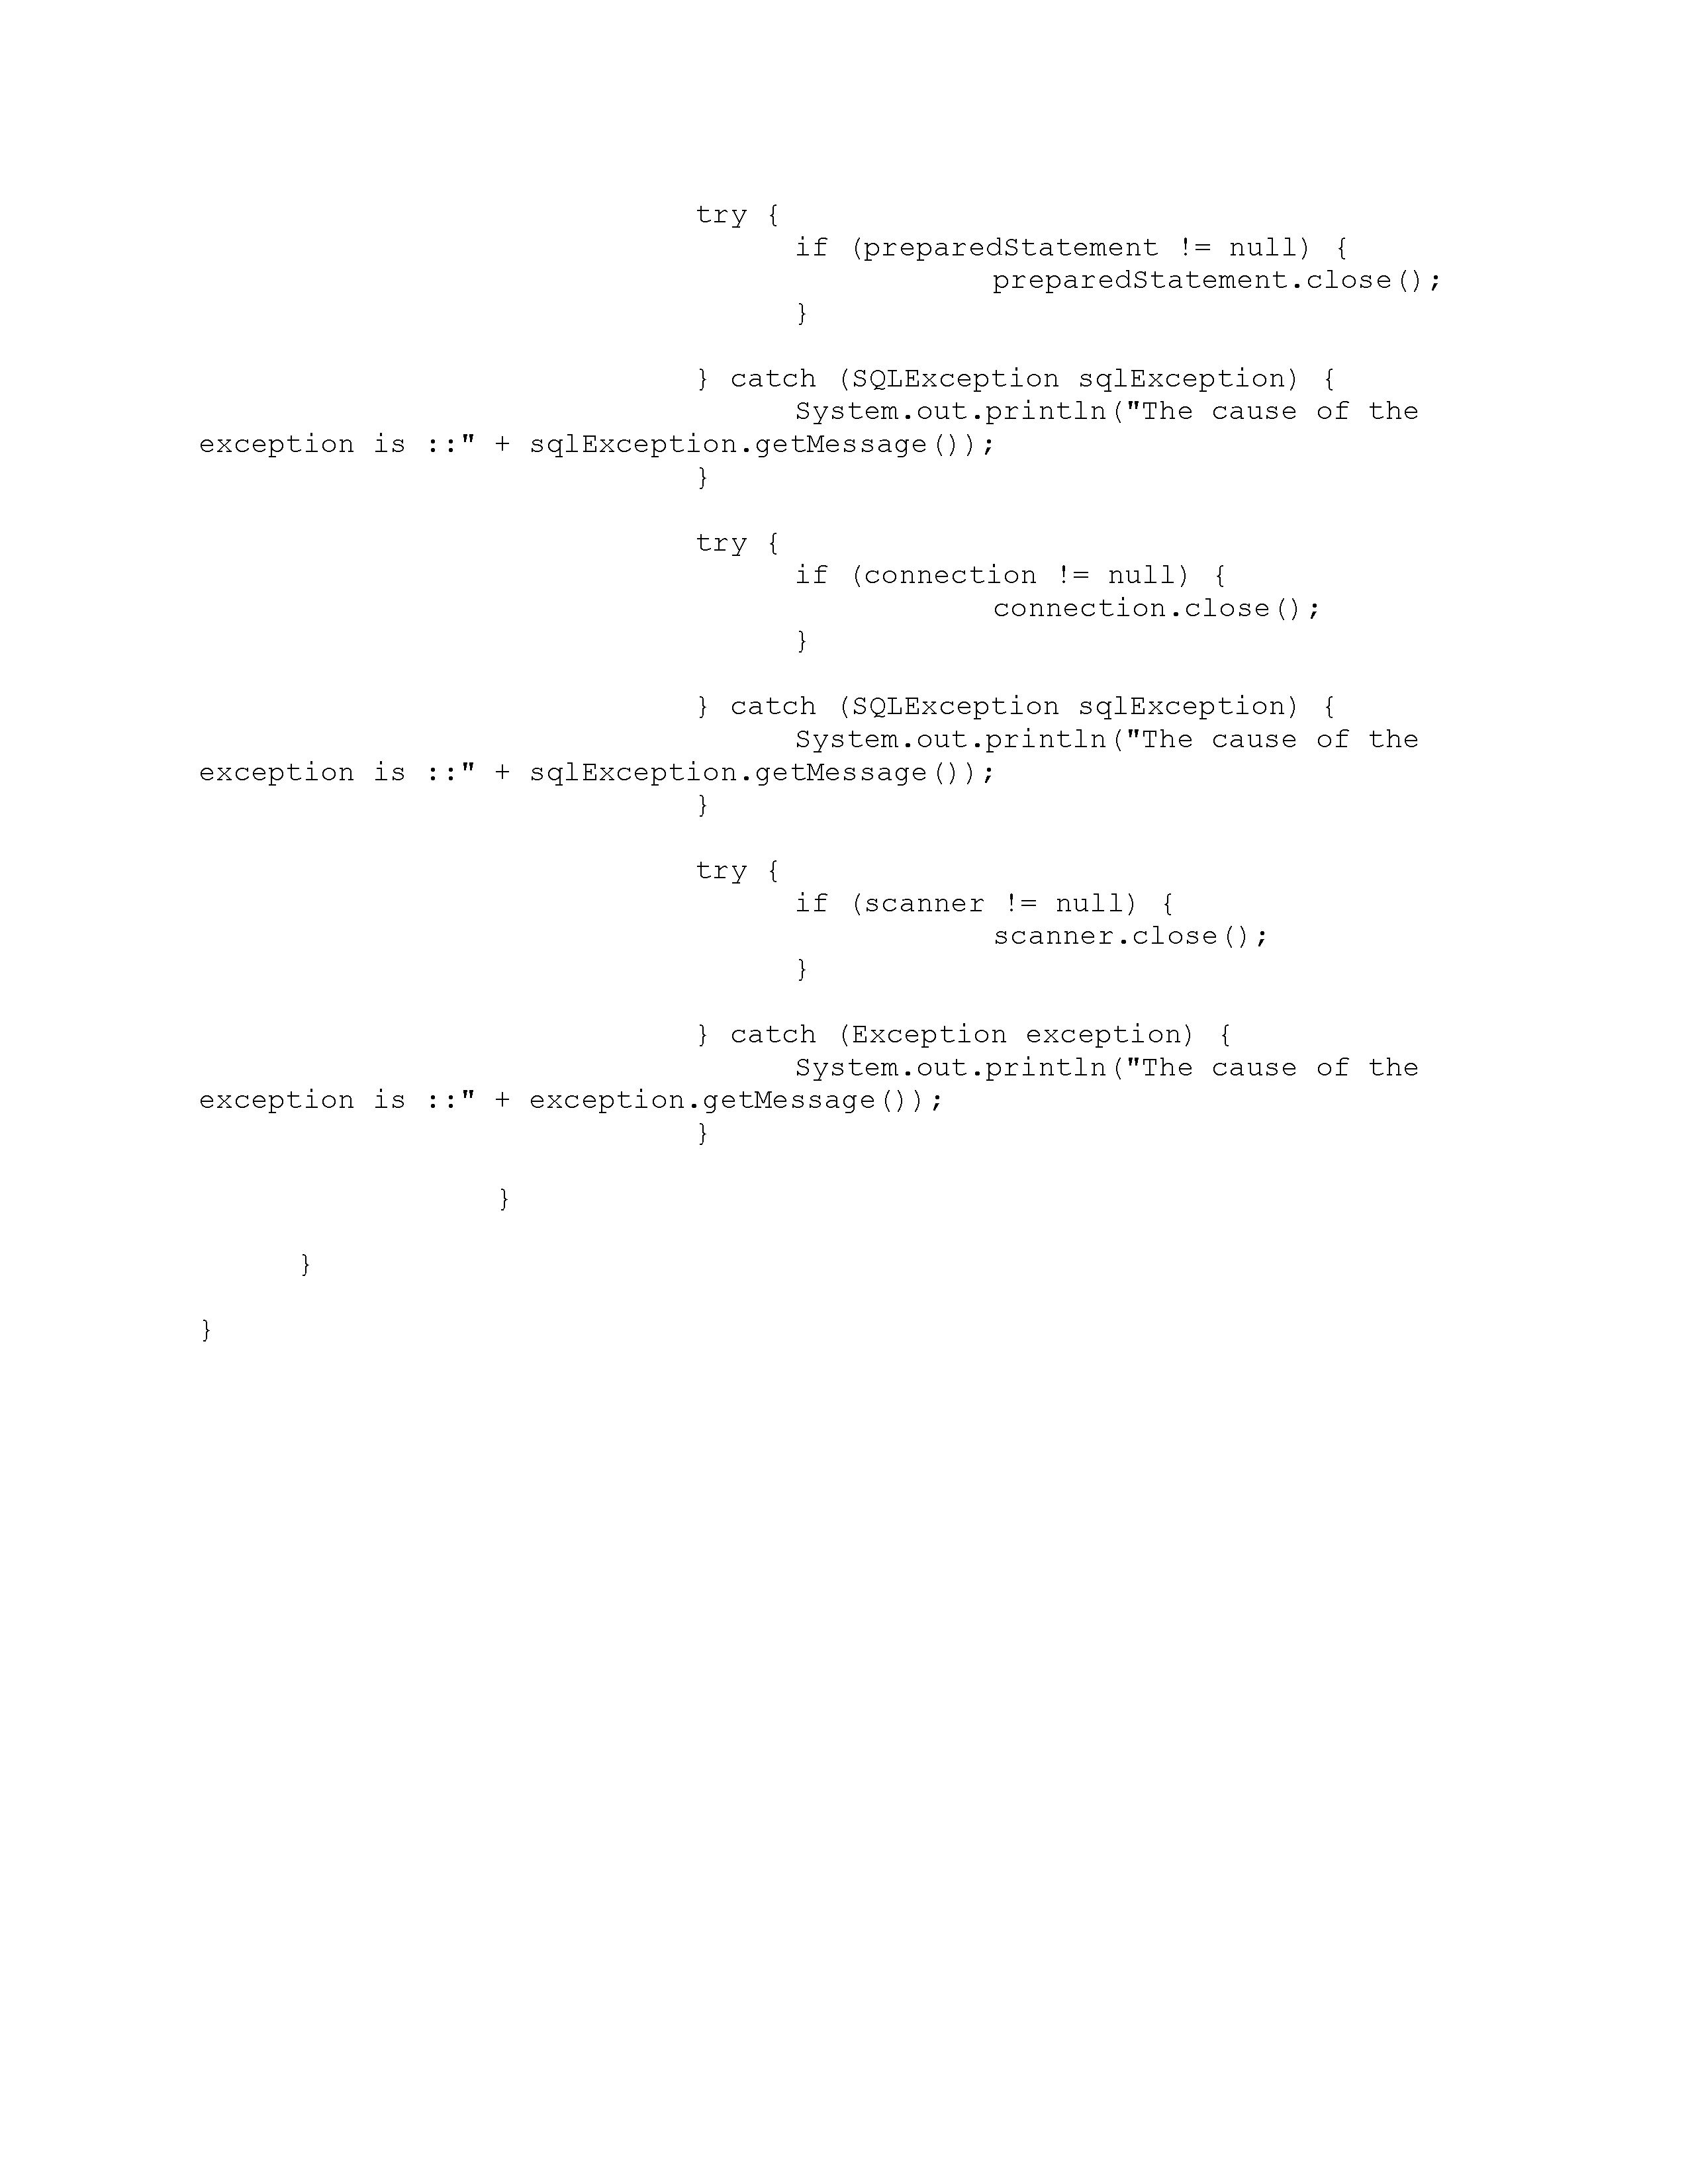 try {
if (preparedStatement != null) {
preparedStatement.close();
}
} catch (SQLException sqlException) {
System.out.println("The cause of the
exception is ::" + sqlException.getMessage());
}
try {
if (connection != null) {
connection.close();
}
} catch (SQLException sqlException) {
System.out.println("The cause of the
exception is ::" + sqlException.getMessage());
}
try {
if (scanner != null) {
scanner.close();
}
} catch (Exception exception) {
System.out.println("The cause of the
exception is ::" + exception.getMessage());
}
}
}
}